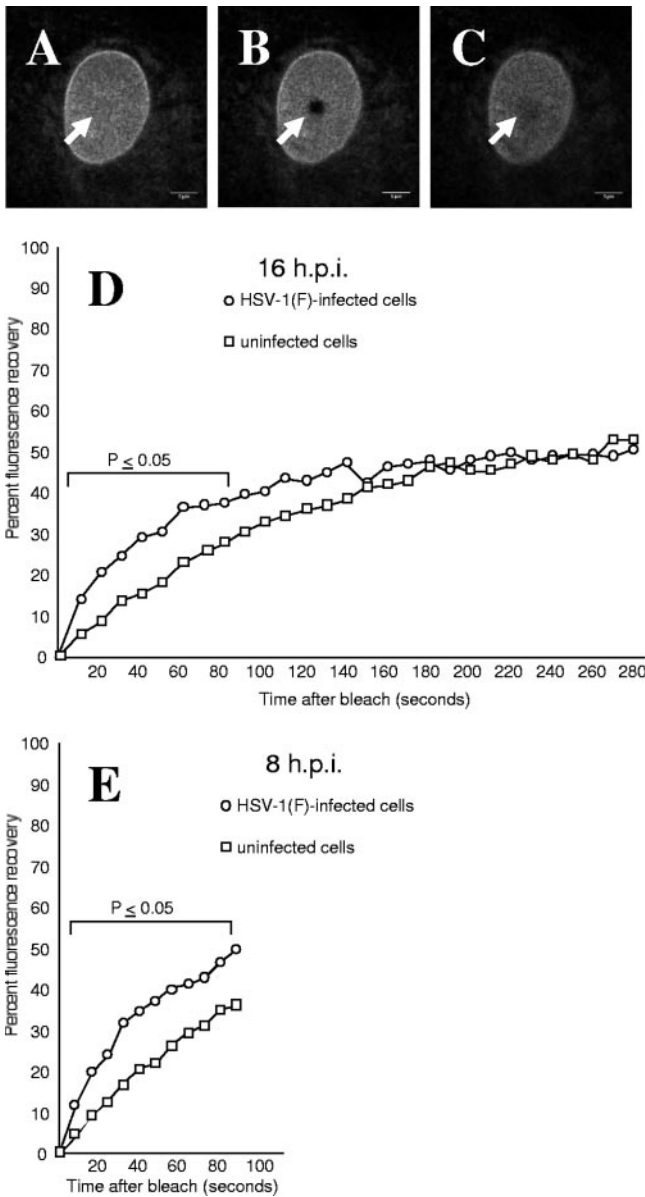 A B C
D
16 h.p.i.
HSV-1(F)-infected cells
uninfected cells
P ≤ 0.05
Percent fluorescence recovery
100
90
80
70
60
50
40
30
20
10
0
20 40 60 80 100 120 140 160 180 200 220 240 260 280
Time after bleach (seconds)
E
8 h.p.i.
HSV-1(F)-infected cells
uninfected cells
P ≤ 0.05
Percent fluorescence recovery
100
90
80
70
60
50
40
30
20
10
0
20 40 60 80 100
Time after bleach (seconds)